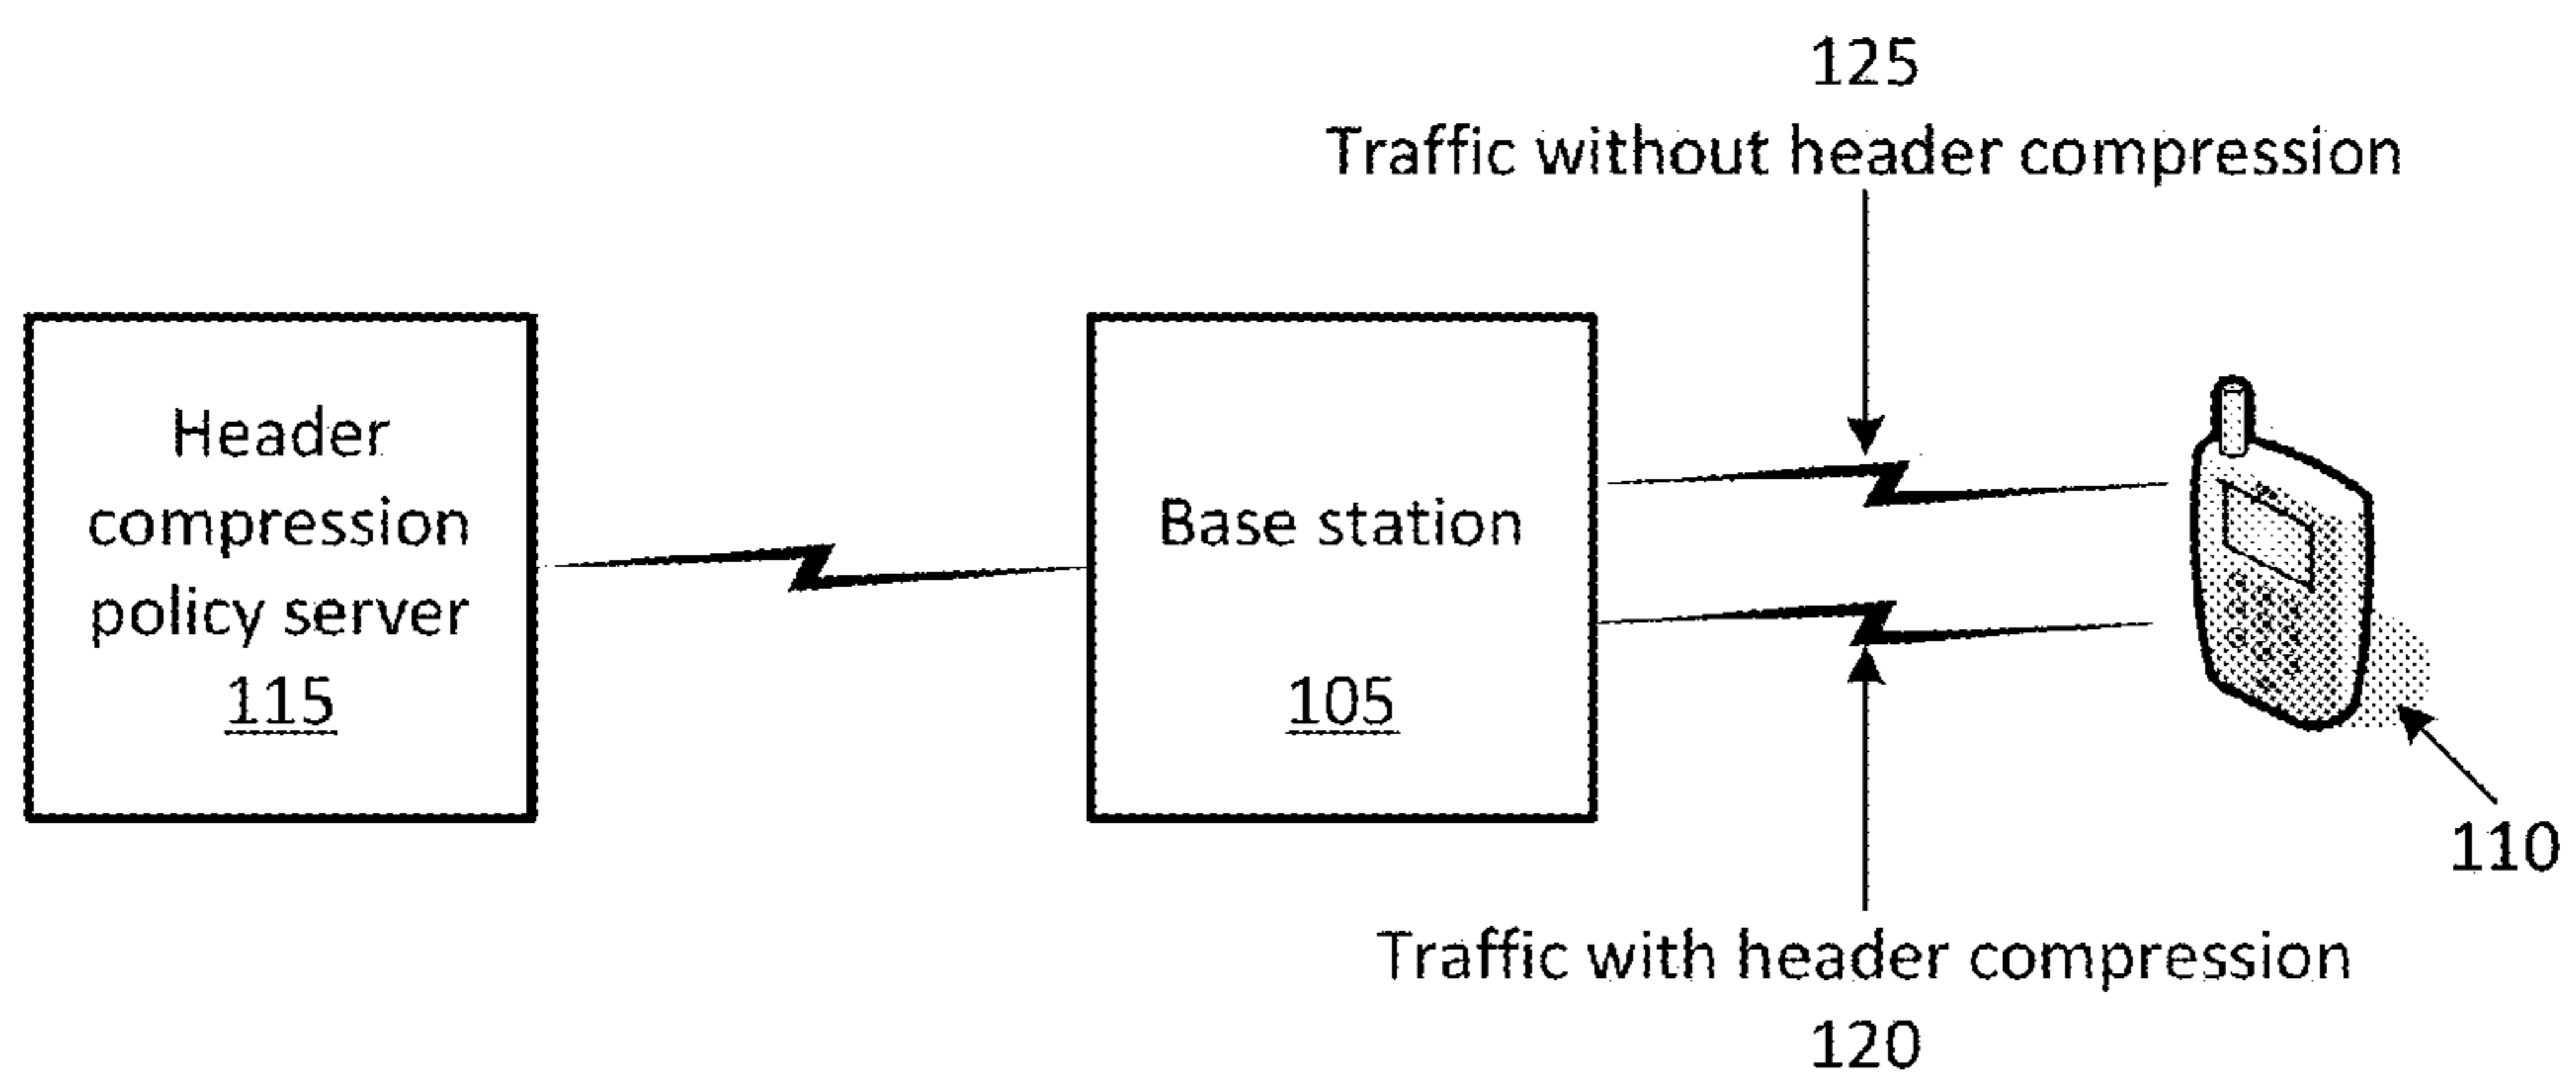 125
Traffic without header compression
Header
compression
policy server
115
Base station
105
110
Traffic with header compression
120